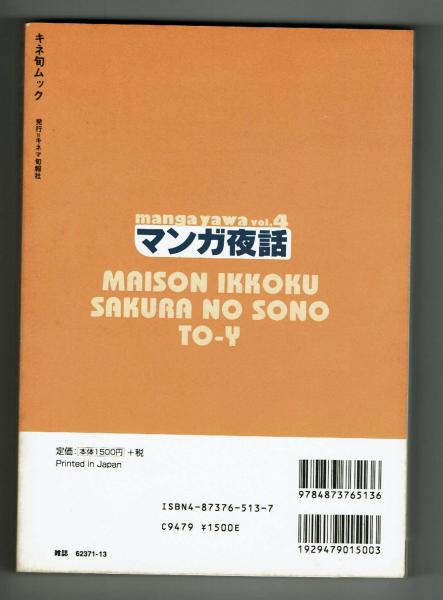 キネ旬ムック
発行=キネマ旬報社
manga yawa vol.4
マンガ夜話
MAISON IKKOKU
SAKURA NO SONO
TO-Y
定価:本体1500円+税
Printed in Japan
9784873765136
ISBN4-87376-513-7
C9479 ¥1500E
1929479015003
雑誌 62371-13